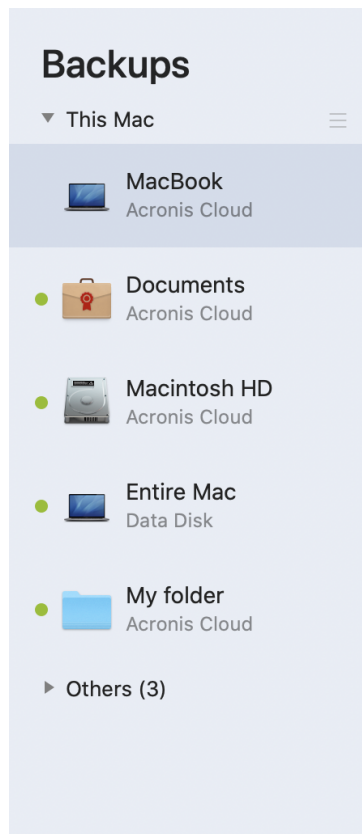 Backups
This Mac
MacBook
Acronis Cloud
Documents
Acronis Cloud
Macintosh HD
Acronis Cloud
Entire Mac
Data Disk
My folder
Acronis Cloud
Others (3)